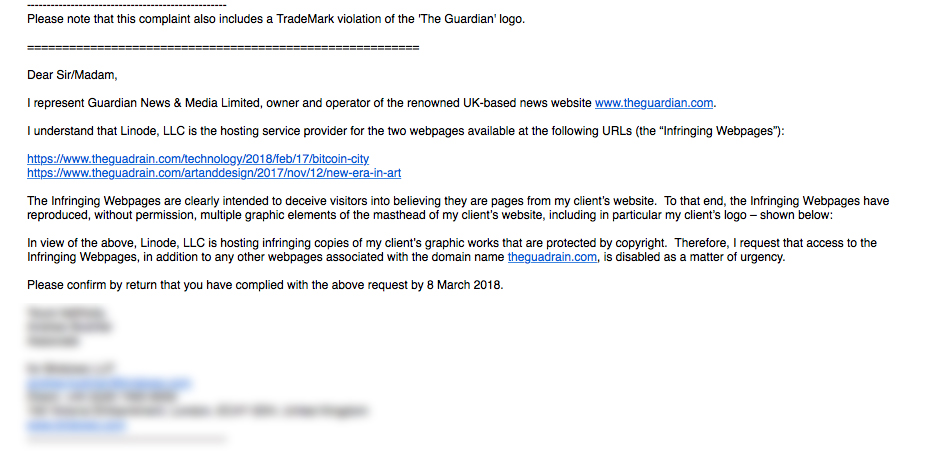 Please note that this complaint also includes a TradeMark violation of the 'The Guardian' logo.
============================================================
Dear Sir/Madam,
I represent Guardian News & Media Limited, owner and operator of the renowned UK-based news website www.theguardian.com.
I understand that Linode, LLC is the hosting service provider for the two webpages available at the following URLs (the “Infringing Webpages”):
https://www.theguadrain.com/technology/2018/feb/17/bitcoin-city
https://www.theguadrain.com/artanddesign/2017/nov/12/new-era-in-art
The Infringing Webpages are clearly intended to deceive visitors into believing they are pages from my client’s website.  To that end, the Infringing Webpages have
reproduced, without permission, multiple graphic elements of the masthead of my client’s website, including in particular my client’s logo – shown below:
In view of the above, Linode, LLC is hosting infringing copies of my client’s graphic works that are protected by copyright.  Therefore, I request that access to the
Infringing Webpages, in addition to any other webpages associated with the domain name theguadrain.com, is disabled as a matter of urgency.
Please confirm by return that you have complied with the above request by 8 March 2018.